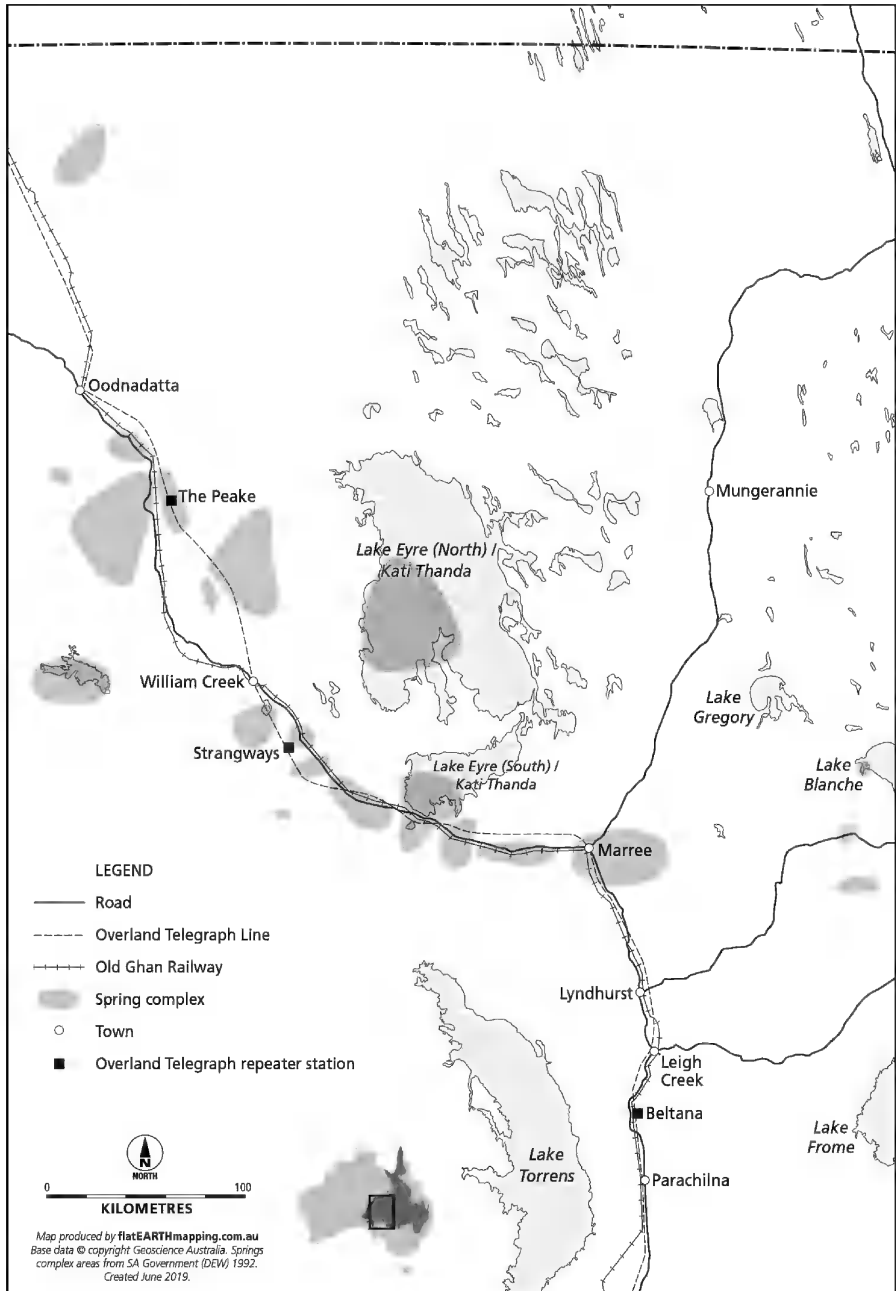 Oodnadatta
The Peake
Mungerannie
Lake Eyre (North) /
Kati Thanda
William Creek
Lake
Gregory
Strangways
Lake Eyre (South) /
Kati Thanda
Lake
Blanche
Marree
LEGEND
Road
Overland Telegraph Line
Old Ghan Railway
Spring complex
Town
Overland Telegraph repeater station
Lyndhurst
Leigh
Creek
Beltana
Lake
Frome
Lake
Torrens
Parachilna
N
NORTH
0 100
KILOMETRES
Map produced by flatEARTHmapping.com.au
Base data © copyright Geoscience Australia. Springs
complex areas from SA Government (DEW) 1992.
Created June 2019.